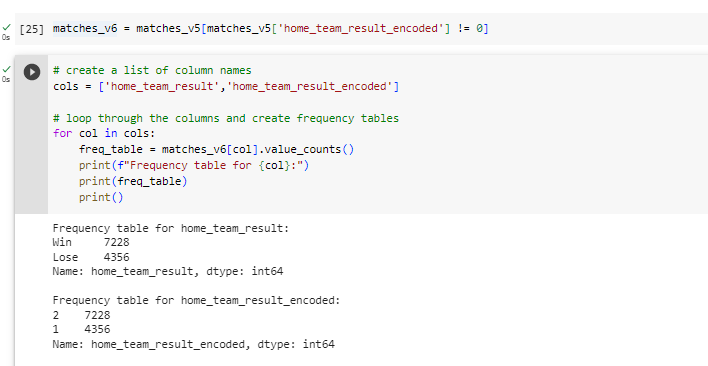 [25] matches_v6 = matches_v5[matches_v5['home_team_result_encoded'] != 0]
0s
0s
# create a list of column names
cols = ['home_team_result','home_team_result_encoded']
# loop through the columns and create frequency tables
for col in cols:
    freq_table = matches_v6[col].value_counts()
    print(f"Frequency table for {col}:")
    print(freq_table)
    print()
Frequency table for home_team_result:
Win     7228
Lose    4356
Name: home_team_result, dtype: int64
Frequency table for home_team_result_encoded:
2    7228
1    4356
Name: home_team_result_encoded, dtype: int64